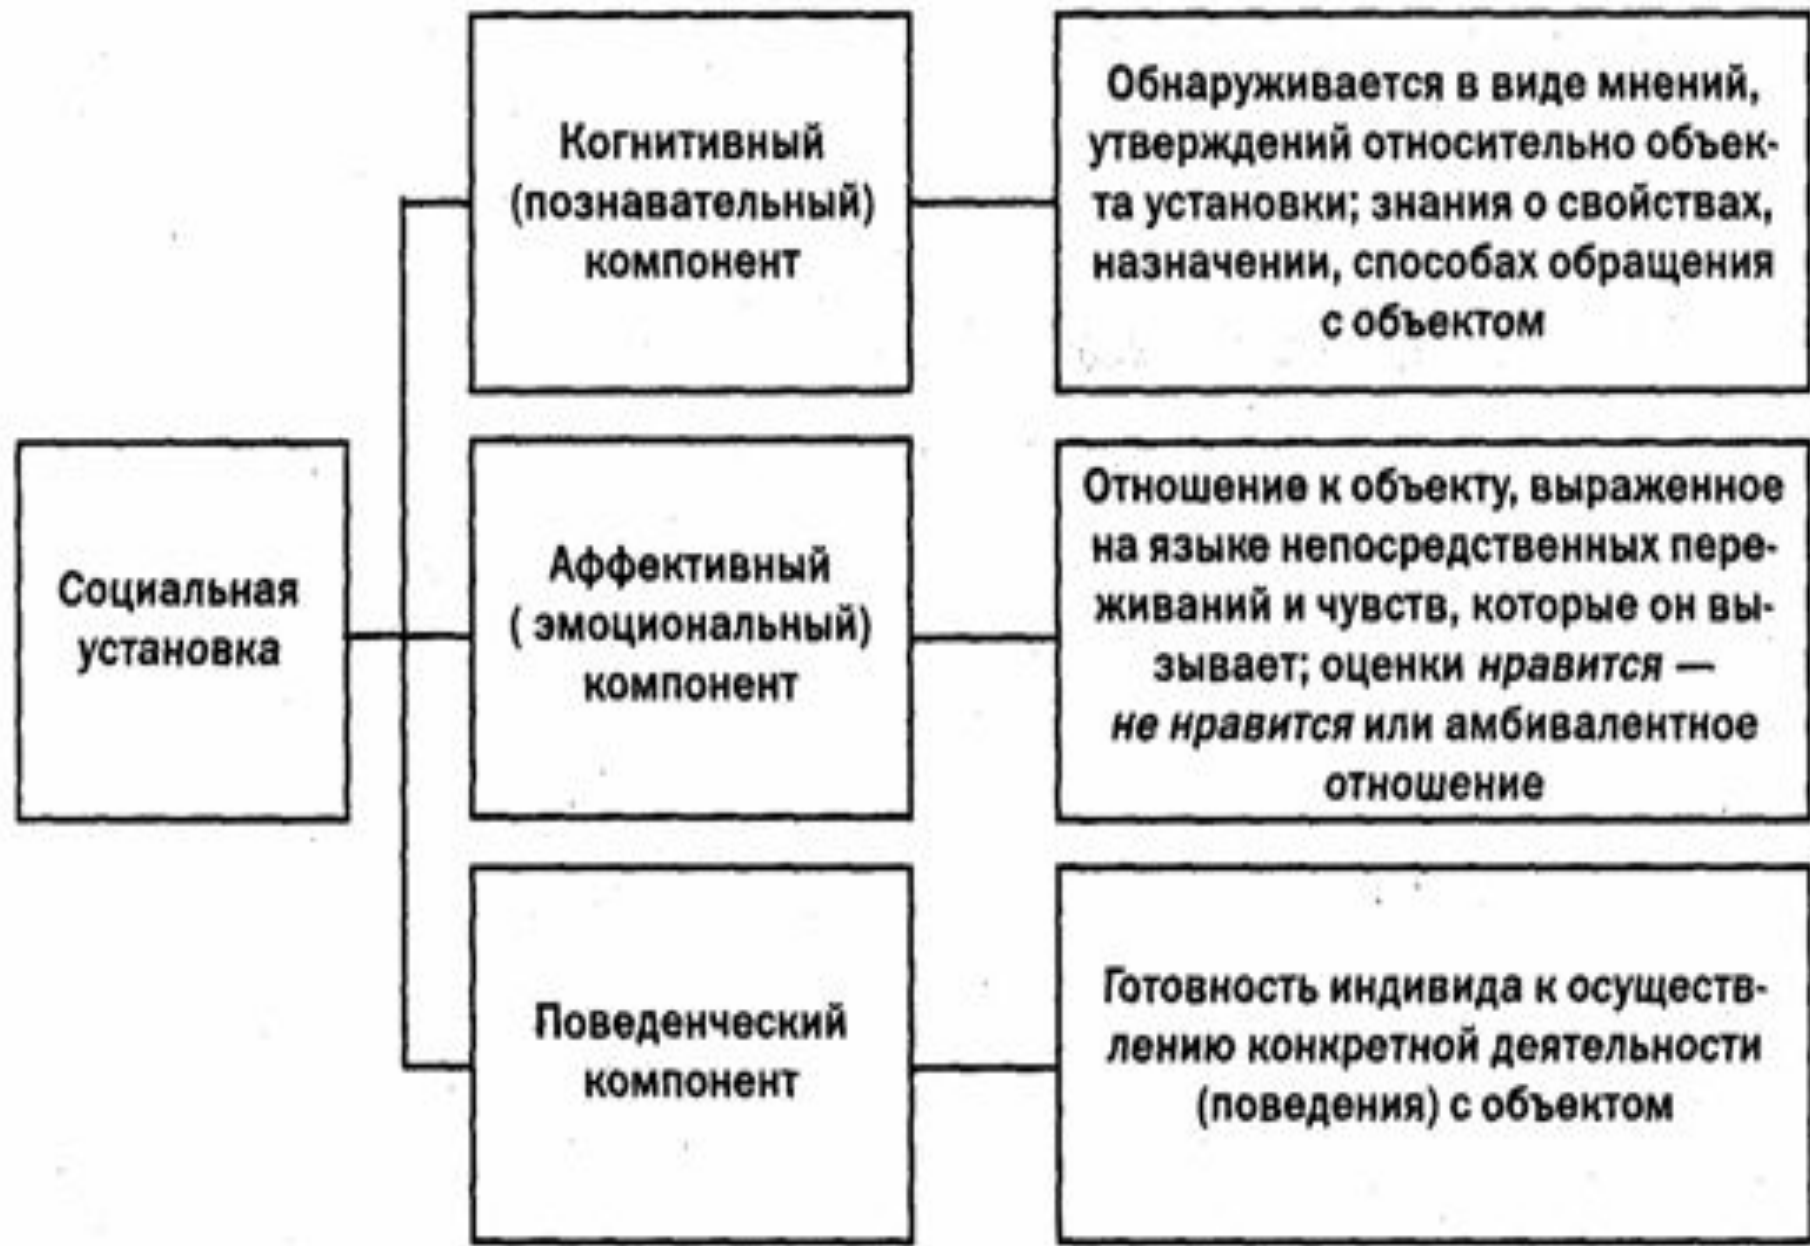 Социальная
установка
Когнитивный
(познавательный)
компонент
Обнаруживается в виде мнений,
утверждений относительно объек-
та установки; знания о свойствах,
назначении, способах обращения
с объектом
Аффективный
( эмоциональный)
компонент
Отношение к объекту, выраженное
на языке непосредственных пере-
живаний и чувств, которые он вы-
зывает; оценки нравится —
не нравится или амбивалентное
отношение
Поведенческий
компонент
Готовность индивида к осуществ-
лению конкретной деятельности
(поведения) с объектом